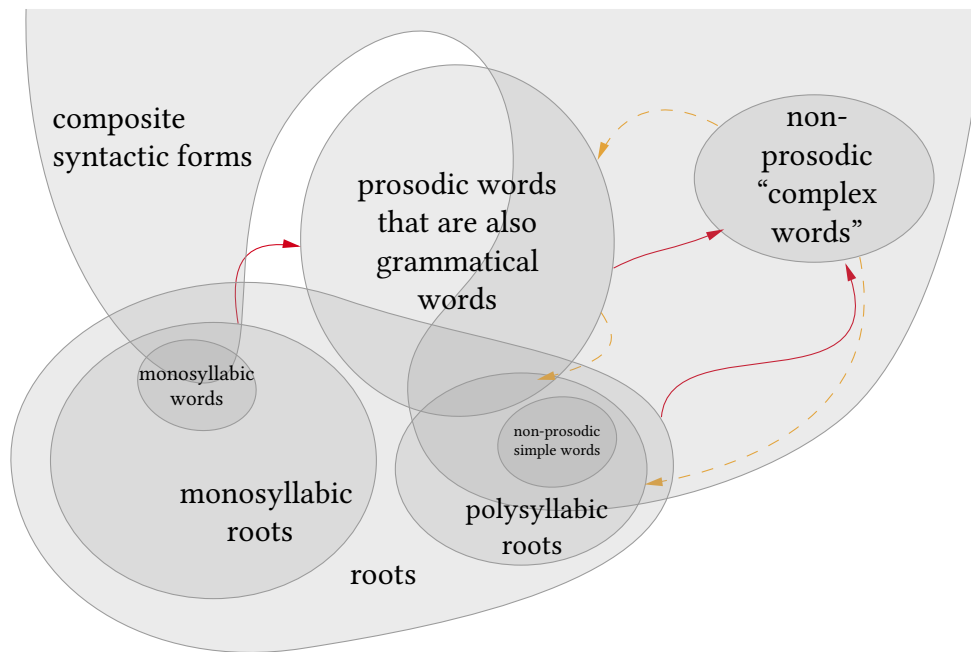 composite
syntactic forms
prosodic words
that are also
grammatical
words
non-
prosodic
“complex
words”
monosyllabic
words
non-prosodic
simple words
monosyllabic
roots
polysyllabic
roots
roots